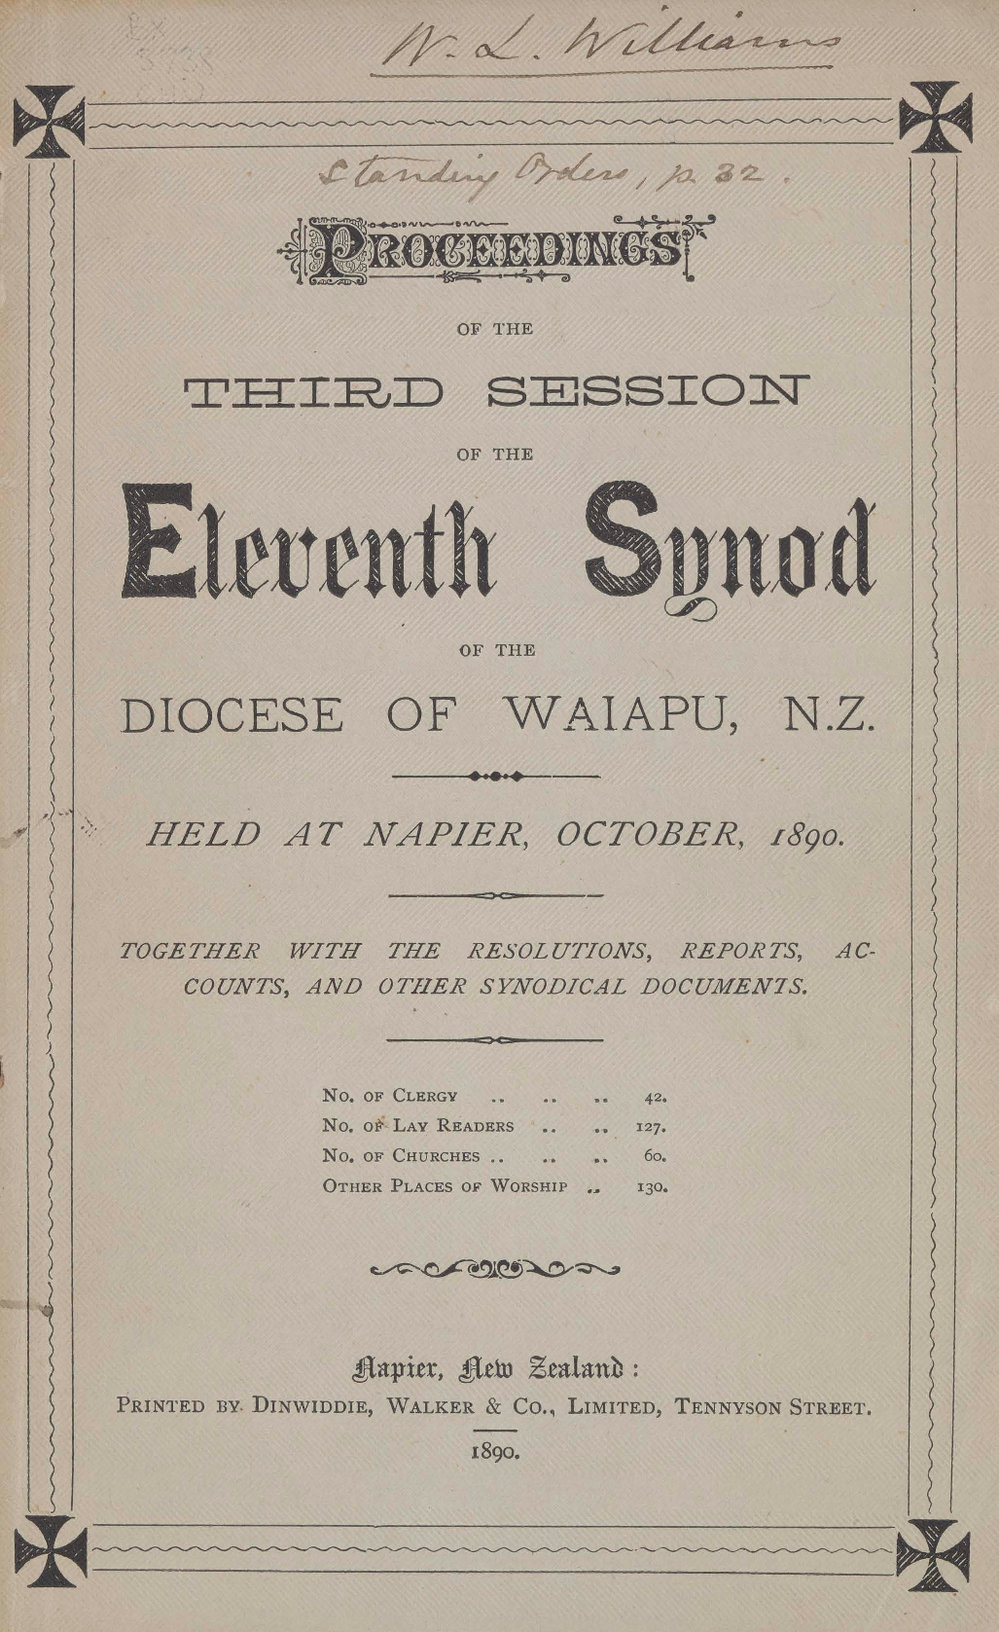 W. L. Williams
Standing Orders, p. 32.
PROCEEDINGS
OF THE
THIRD SESSION
OF THE
Eleventh Synod
OF THE
DIOCESE OF WAIAPU, N.Z.
HELD AT NAPIER, OCTOBER, 1890.
TOGETHER WITH THE RESOLUTIONS, REPORTS, AC-
COUNTS, AND OTHER SYNODICAL DOCUMENTS.
No. of Clergy .. .. .. 42.
No. of Lay Readers .. .. 127.
No. of Churches .. .. .. 60.
Other Places of Worship .. 130.
Napier, New Zealand:
Printed by Dinwiddie, Walker & Co., Limited, Tennyson Street.
1890.